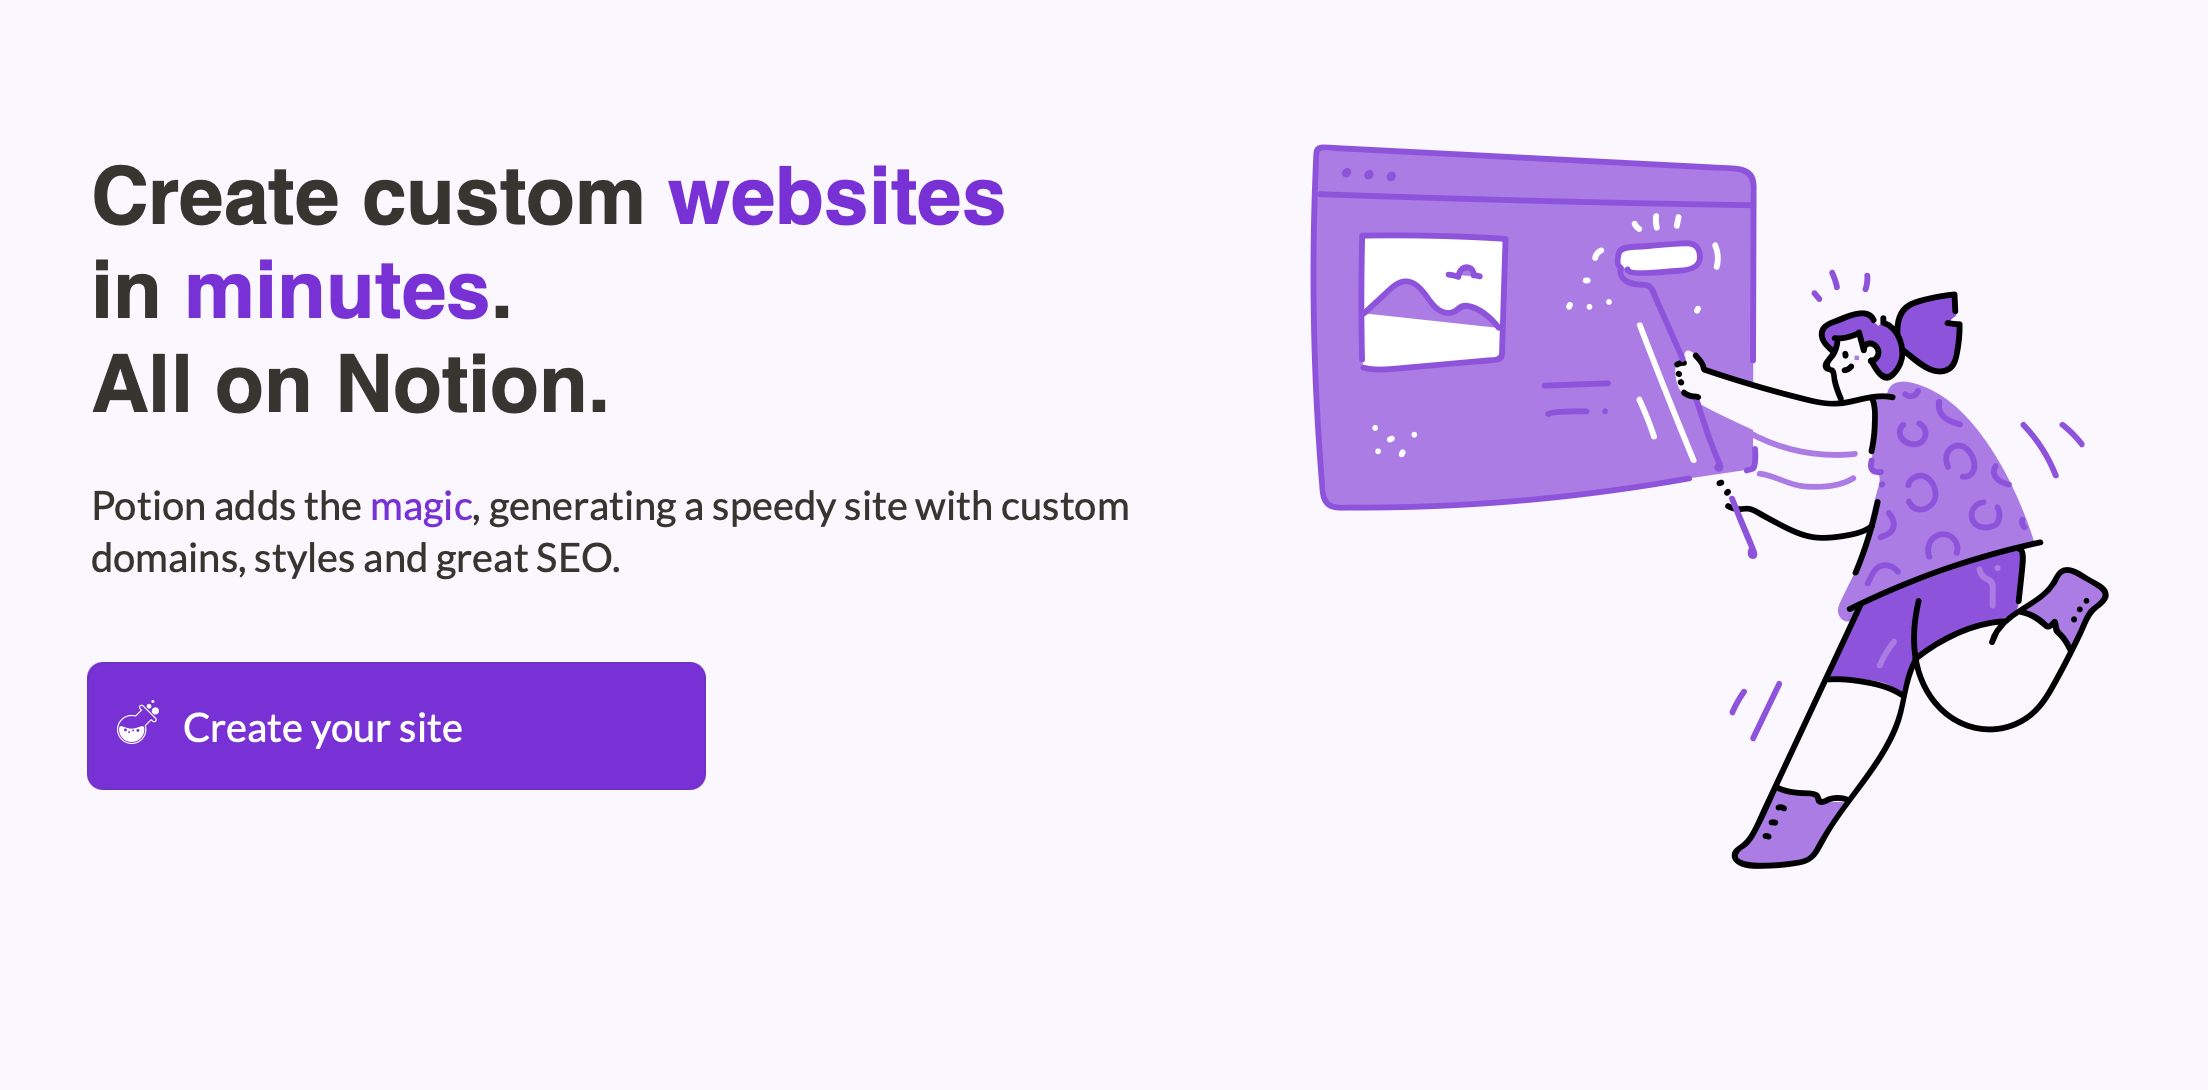 Create custom websites
in minutes.
All on Notion.
Potion adds the magic, generating a speedy site with custom
domains, styles and great SEO.
Create your site